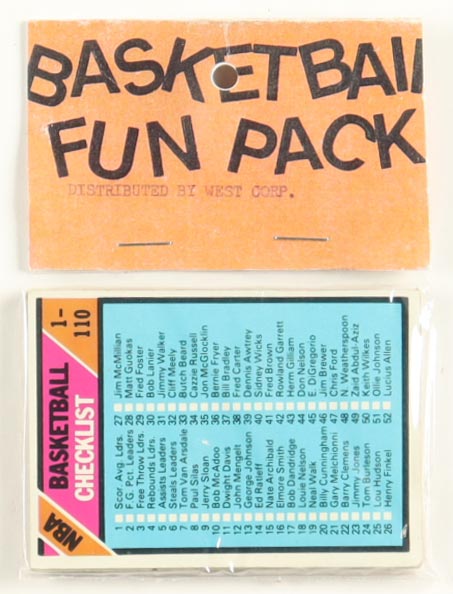 BASKETBALL
FUN PACK
DISTRIBUTED BY WEST CORP.
NBA
BASKETBALL
CHECKLIST
1-
110
1 Scor. Avg. Ldrs.
2 F.G. Pct. Leaders
3 Free Throw Ldrs.
4 Rebounds Ldrs.
5 Assists Leaders
6 Steals Leaders
7 Tom Van Arsdale
8 Paul Silas
9 Jerry Sloan
10 Bob McAdoo
11 Dwight Davis
12 John Mengelt
13 George Johnson
14 Ed Ratleff
15 Nate Archibald
16 Elmore Smith
17 Bob Dandridge
18 Louie Nelson
19 Neal Walk
20 Billy Cunningham
21 Gary Melchionni
22 Barry Clemens
23 Jimmy Jones
24 Tom Burleson
25 Lou Hudson
26 Henry Finkel
27 Jim McMillian
28 Matt Guokas
29 Fred Foster
30 Bob Lanier
31 Jimmy Walker
32 Cliff Meely
33 Butch Beard
34 Cazzie Russell
35 Jon McGlocklin
36 Bernie Fryer
37 Bill Bradley
38 Fred Carter
39 Dennis Awtrey
40 Sidney Wicks
41 Fred Brown
42 Rowland Garrett
43 Herm Gilliam
44 Don Nelson
45 E. DiGregorio
46 Jim Brewer
47 Chris Ford
48 N. Weatherspoon
49 Zaid Abdul-Aziz
50 Keith Wilkes
51 Ollie Johnson
52 Lucius Allen